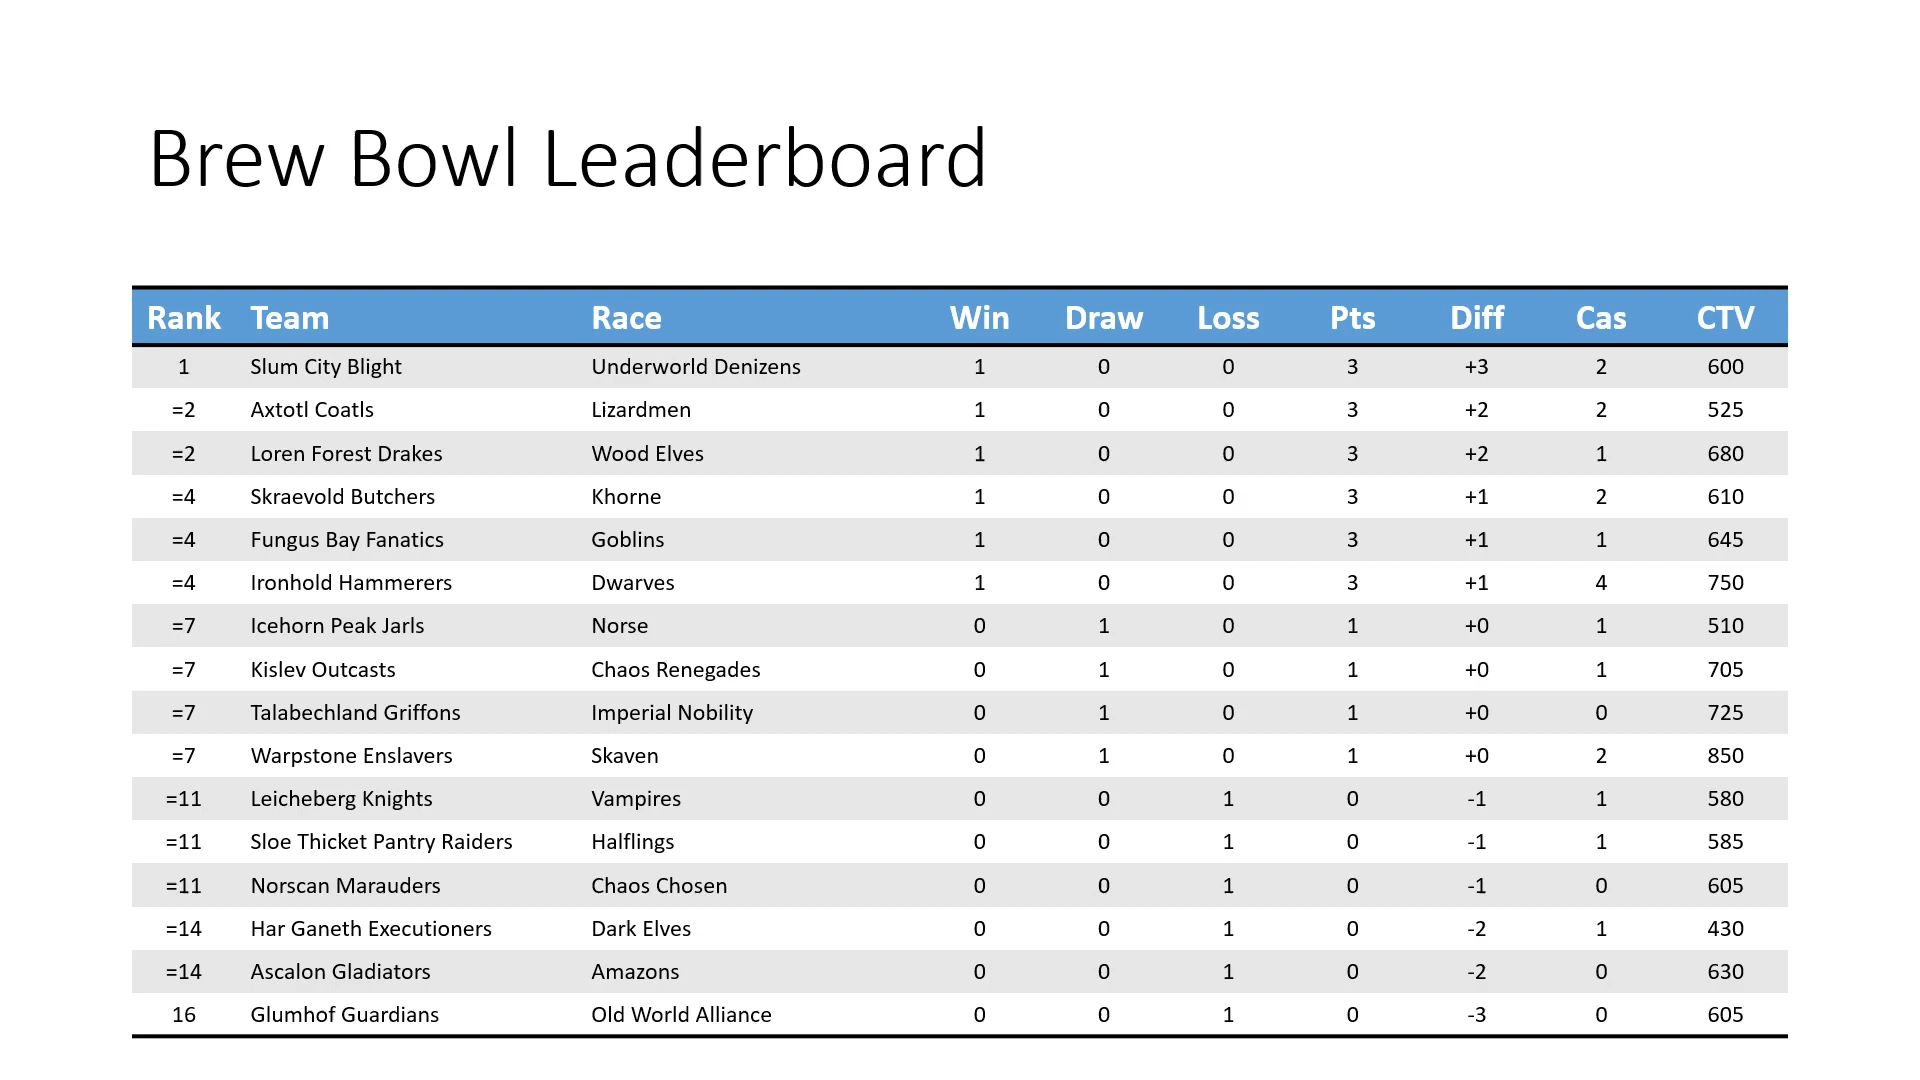 Brew Bowl Leaderboard
Rank Team Race Win Draw Loss Pts Diff Cas CTV
1 Slum City Blight Underworld Denizens 1 0 0 3 +3 2 600
=2 Axtotl Coatls Lizardmen 1 0 0 3 +2 2 525
=2 Loren Forest Drakes Wood Elves 1 0 0 3 +2 1 680
=4 Skraevold Butchers Khorne 1 0 0 3 +1 2 610
=4 Fungus Bay Fanatics Goblins 1 0 0 3 +1 1 645
=4 Ironhold Hammerers Dwarves 1 0 0 3 +1 4 750
=7 Icehorn Peak Jarls Norse 0 1 0 1 +0 1 510
=7 Kislev Outcasts Chaos Renegades 0 1 0 1 +0 1 705
=7 Talabechland Griffons Imperial Nobility 0 1 0 1 +0 0 725
=7 Warpstone Enslavers Skaven 0 1 0 1 +0 2 850
=11 Leicheberg Knights Vampires 0 0 1 0 -1 1 580
=11 Sloe Thicket Pantry Raiders Halflings 0 0 1 0 -1 1 585
=11 Norscan Marauders Chaos Chosen 0 0 1 0 -1 0 605
=14 Har Ganeth Executioners Dark Elves 0 0 1 0 -2 1 430
=14 Ascalon Gladiators Amazons 0 0 1 0 -2 0 630
16 Glumhof Guardians Old World Alliance 0 0 1 0 -3 0 605